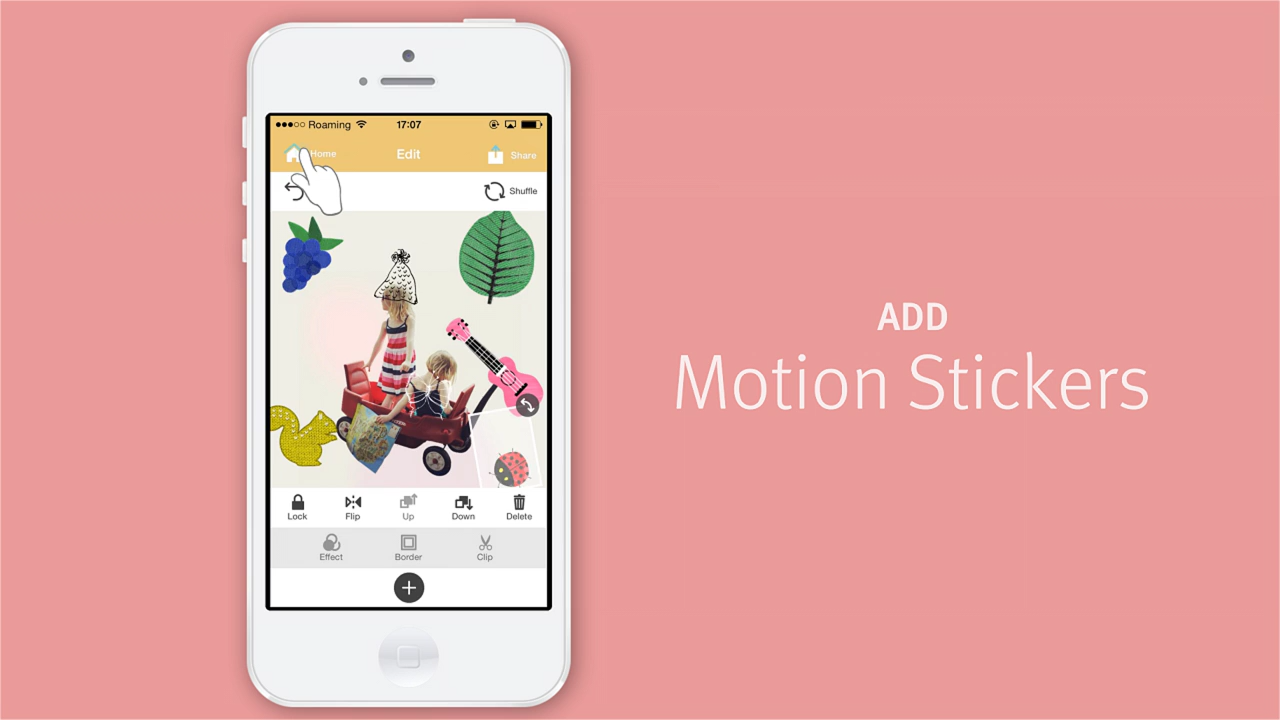 Roaming 17:07
Home Edit Share
Shuffle
Lock Flip Up Down Delete
Effect Border Clip
ADD
Motion Stickers